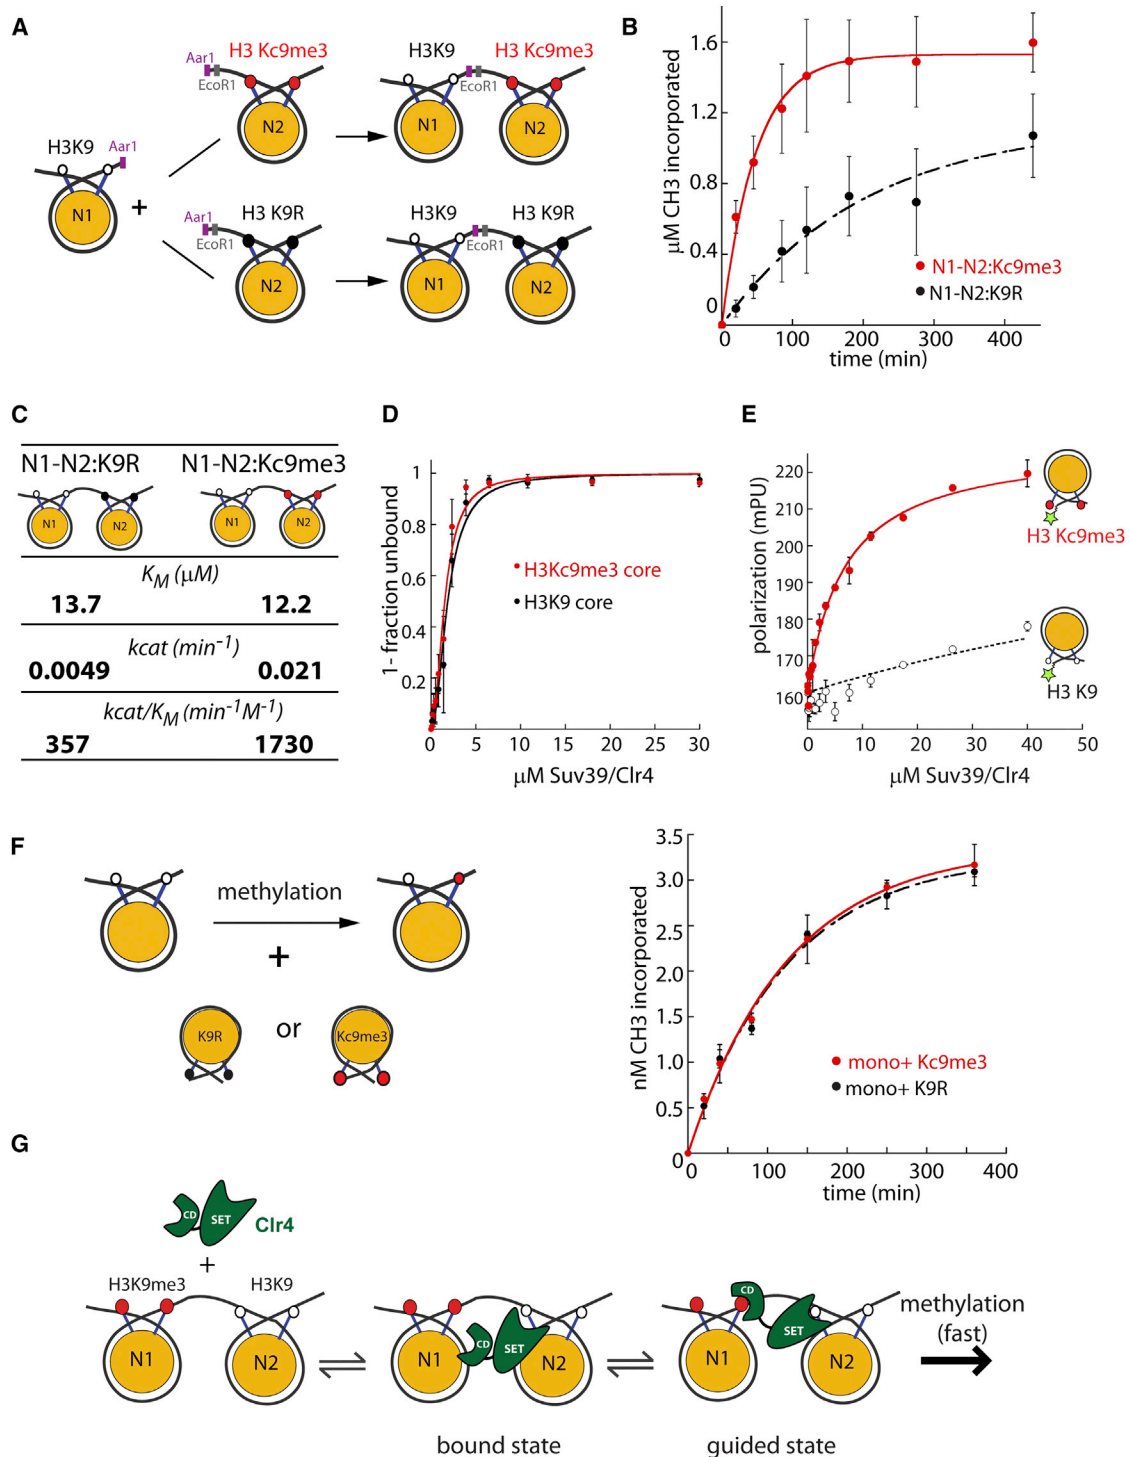 A
H3 Kc9me3
Aar1
EcoR1
N2
H3K9
H3 Kc9me3
EcoR1
N1
N2
H3K9
Aar1
N1
+
H3 K9R
Aar1
EcoR1
N2
H3K9
H3 K9R
EcoR1
N1
N2
B
μM CH3 incorporated
1.6
1.2
0.8
0.4
0
N1-N2:Kc9me3
N1-N2:K9R
0 100 200 300 400
time (min)
C
N1-N2:K9R N1-N2:Kc9me3
N1 N2 N1 N2
KM (μM)
13.7 12.2
kcat (min-1)
0.0049 0.021
kcat/KM (min-1M-1)
357 1730
D
1- fraction unbound
1
0.8
0.6
0.4
0.2
H3Kc9me3 core
H3K9 core
0 5 10 15 20 25 30
μM Suv39/Clr4
E
polarization (mPU)
220
210
200
190
180
170
160
H3 Kc9me3
H3 K9
0 10 20 30 40 50
μM Suv39/Clr4
F
methylation
+
K9R or Kc9me3
nM CH3 incorporated
3.5
3.0
2.5
2.0
1.5
1.0
0.5
0
mono+ Kc9me3
mono+ K9R
0 100 200 300 400
time (min)
G
CD SET Clr4
+
H3K9me3 H3K9
N1 N2
N1 CD SET N2
bound state
CD SET
N1 N2
guided state
methylation
(fast)